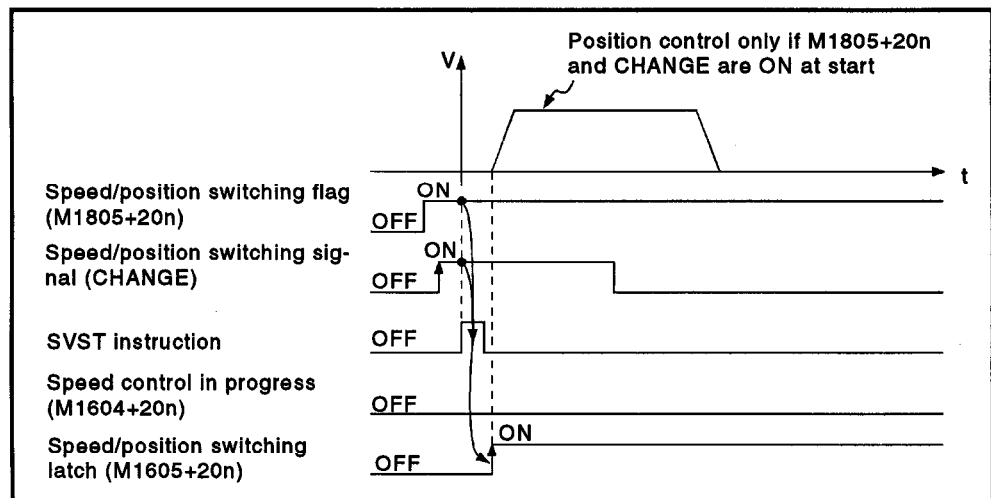 Position control only if M1805+20n
and CHANGE are ON at start
V
t
Speed/position switching flag
(M1805+20n)
ON
OFF
Speed/position switching sig-
nal (CHANGE)
ON
OFF
SVST instruction
OFF
Speed control in progress
(M1604+20n)
OFF
Speed/position switching
latch (M1605+20n)
ON
OFF